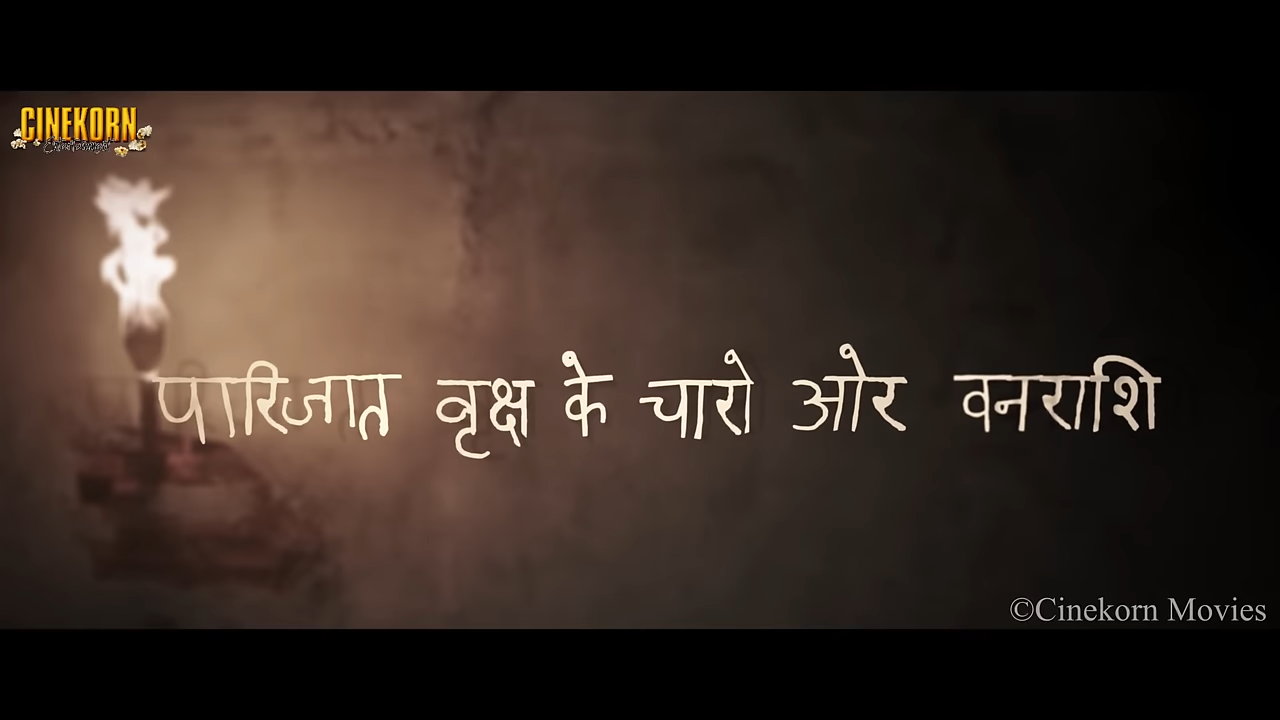 CINEKORN
पारिजात वृक्ष के चारो ओर वनराशि
©Cinekorn Movies